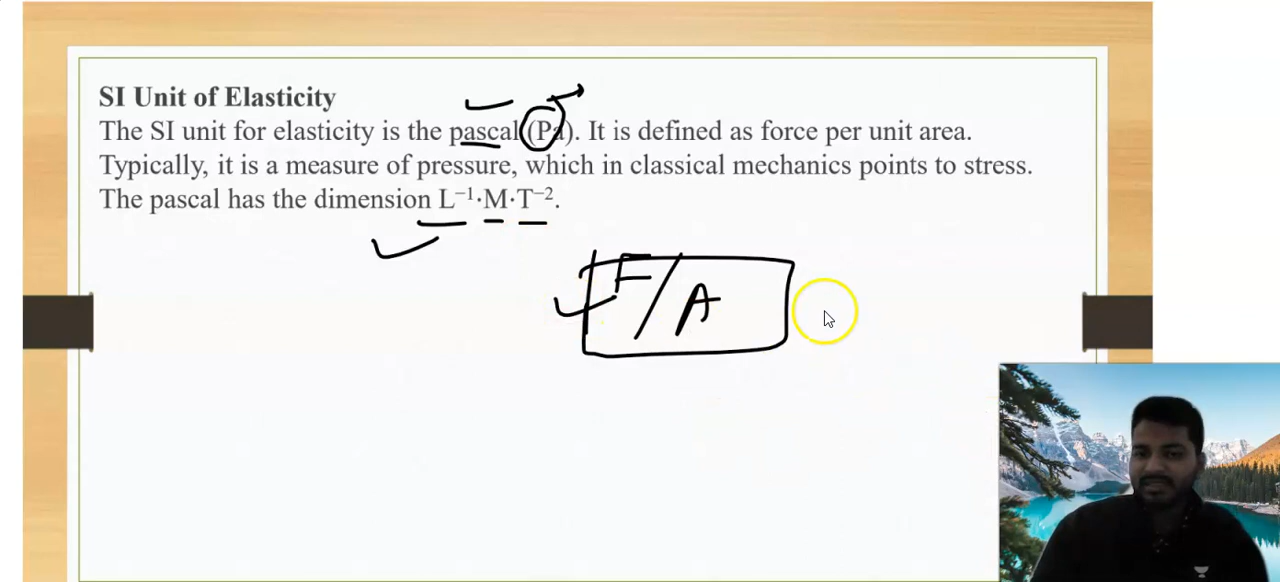 SI Unit of Elasticity
The SI unit for elasticity is the pascal (Pa). It is defined as force per unit area.
Typically, it is a measure of pressure, which in classical mechanics points to stress.
The pascal has the dimension L⁻¹·M·T⁻².
F/A